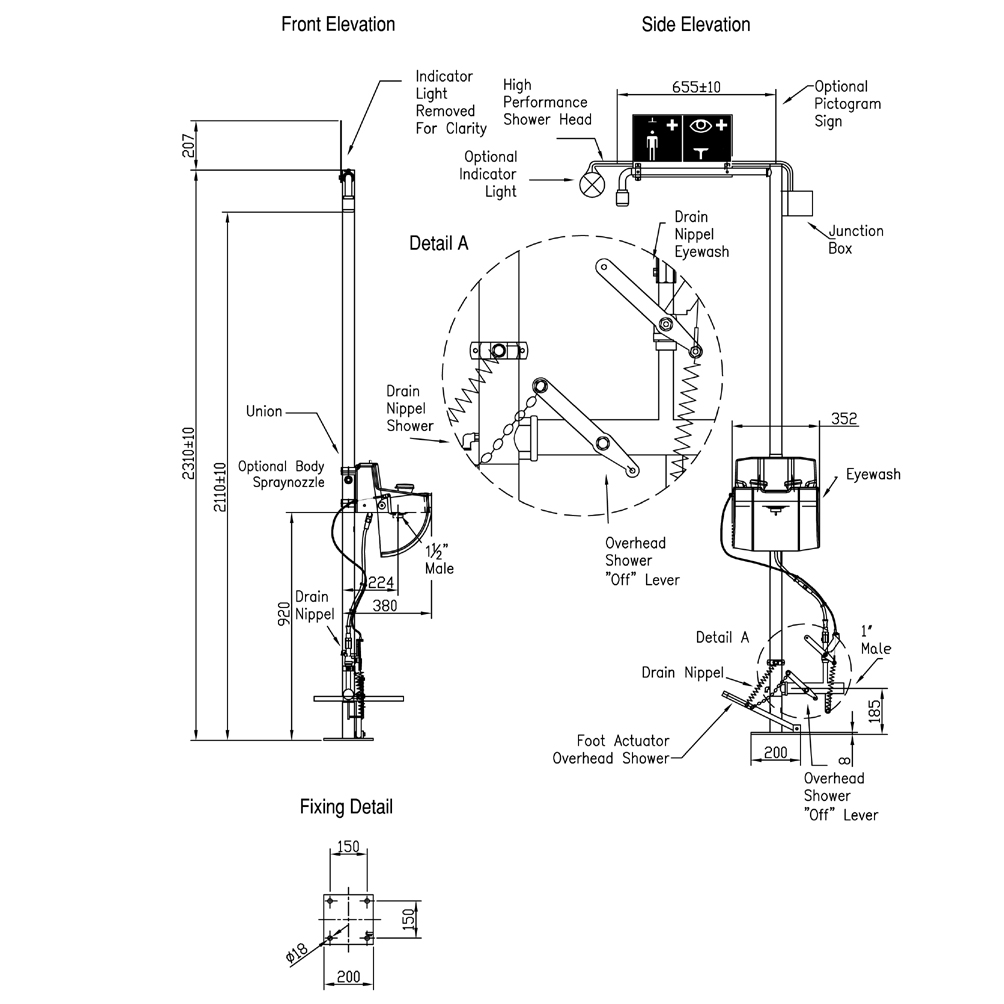 Front Elevation
Side Elevation
Indicator
Light
Removed
For Clarity
High
Performance
Shower Head
655±10
Optional
Pictogram
Sign
207
Optional
Indicator
Light
Junction
Box
Detail A
Drain
Nippel
Eyewash
Drain
Nippel
Shower
Union
352
2310±10
2110±10
Optional Body
Spraynozzle
Eyewash
Overhead
Shower
"Off" Lever
1½"
Male
224
380
Drain
Nippel
920
Detail A
1"
Male
Drain Nippel
185
Foot Actuator
Overhead Shower
200
8
Overhead
Shower
"Off" Lever
Fixing Detail
150
150
ø18
200